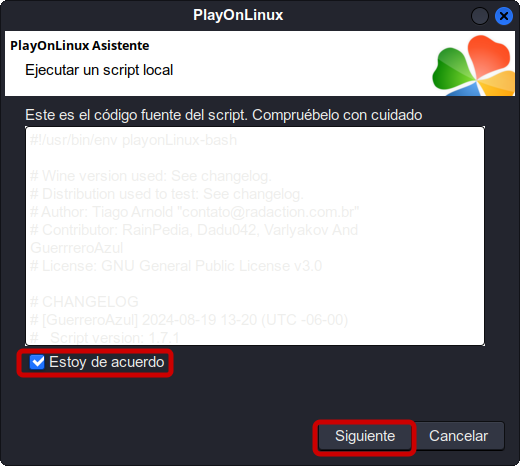 PlayOnLinux
PlayOnLinux Asistente
Ejecutar un script local
Este es el código fuente del script. Compruébelo con cuidado
#!/usr/bin/env playonLinux-bash
# Wine version used: See changelog.
# Distribution used to test: See changelog.
# Author: Tiago Arnold "contato@radaction.com.br"
# Contributor: RainPedia, Dadu042, Varlyakov And
GuerrreroAzul
# License: GNU General Public License v3.0
# CHANGELOG
# [GuerreroAzul] 2024-08-19 13-20 (UTC -06-00)
#   Script version: 1.7.1
Estoy de acuerdo
Siguiente
Cancelar